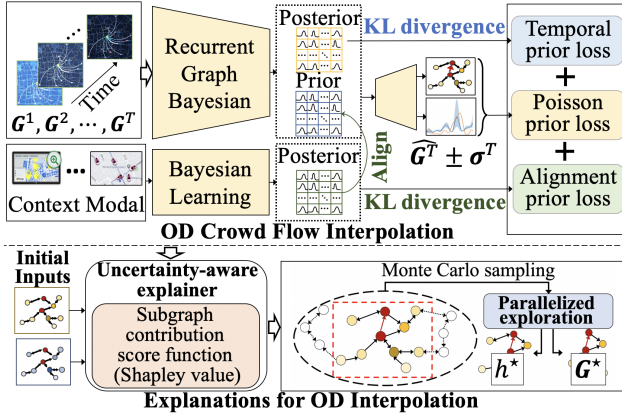 Posterior
KL divergence
Temporal
prior loss
Recurrent
Graph
Bayesian
Prior
Time
G¹, G², ..., Gᵀ
+
Poisson
prior loss
Ĝᵀ ± σᵀ
Align
+
Context Modal
Bayesian
Learning
Posterior
KL divergence
Alignment
prior loss
OD Crowd Flow Interpolation
Initial
Inputs
Uncertainty-aware
explainer
Subgraph
contribution
score function
(Shapley value)
Monte Carlo sampling
Parallelized
exploration
h*
G*
Explanations for OD Interpolation